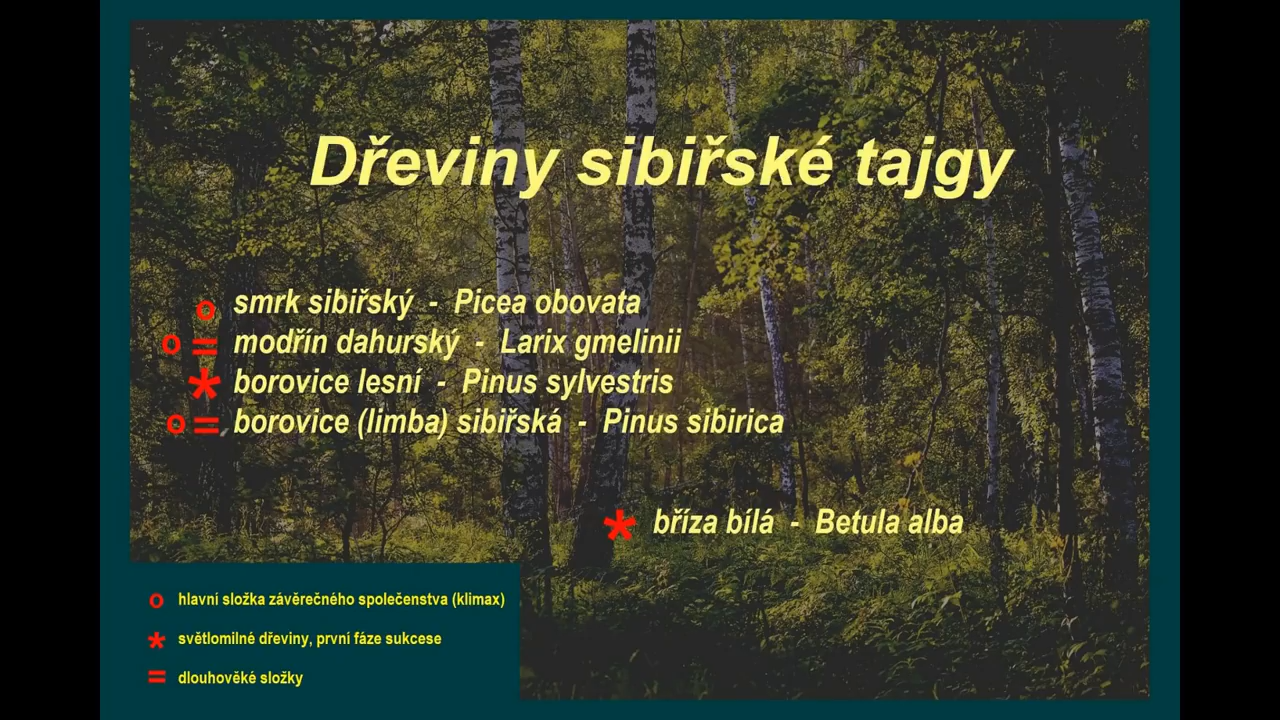 Dřeviny sibiřské tajgy
o smrk sibiřský - Picea obovata
o = modřín dahurský - Larix gmelinii
* borovice lesní - Pinus sylvestris
o = borovice (limba) sibiřská - Pinus sibirica
* bříza bílá - Betula alba
o hlavní složka závěrečného společenstva (klimax)
* světlomilné dřeviny, první fáze sukcese
= dlouhověké složky